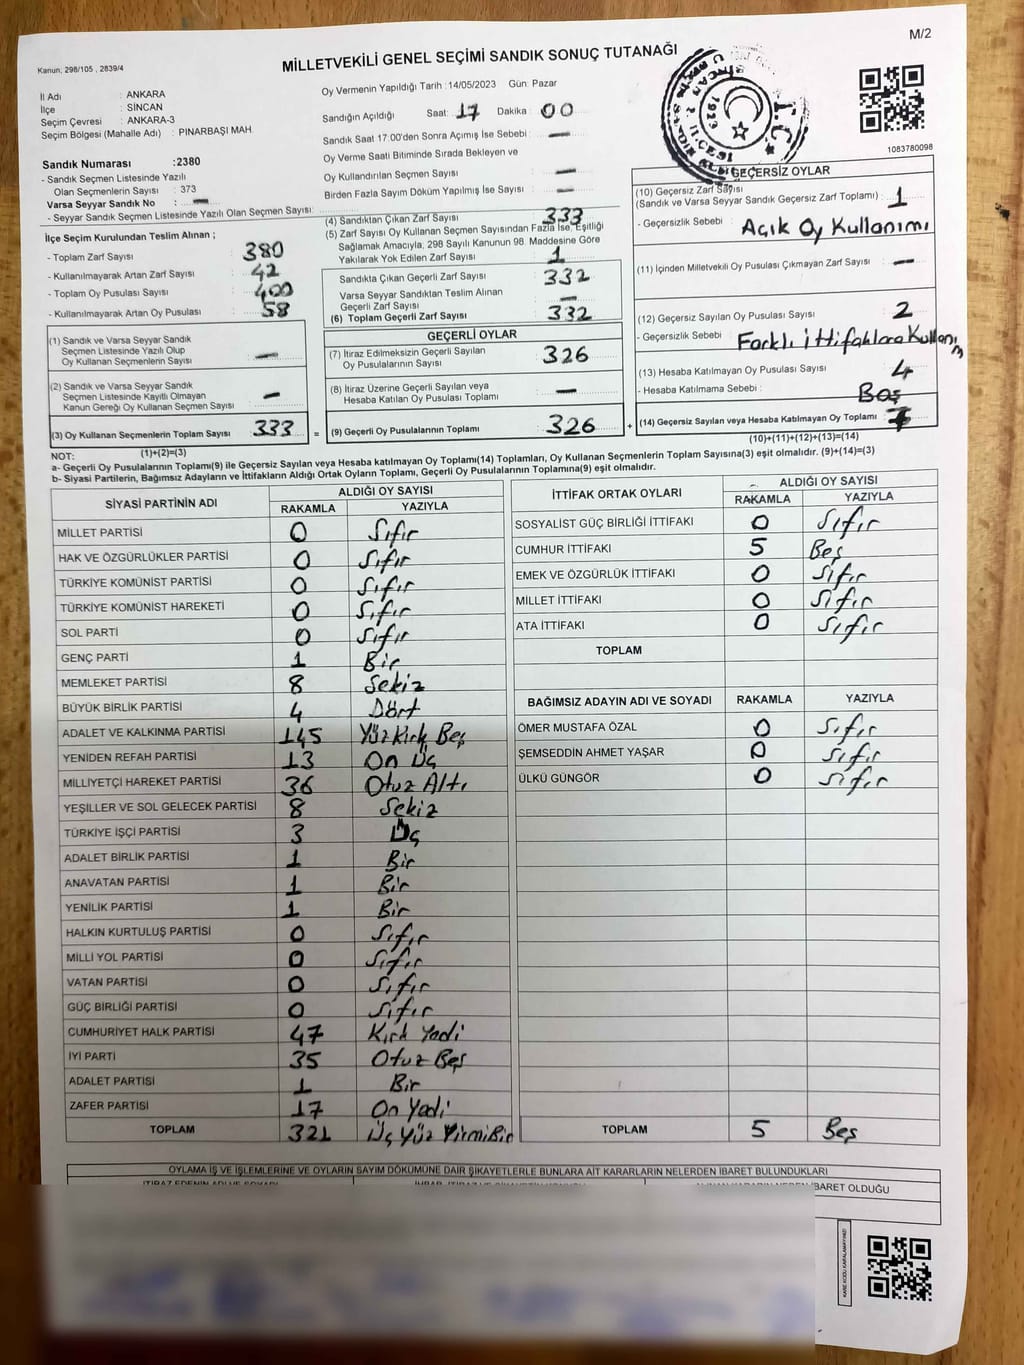 M/2
Kanun; 298/105 , 2839/4
MİLLETVEKİLİ GENEL SEÇİMİ SANDIK SONUÇ TUTANAĞI
İl Adı : ANKARA
İlçe : SİNCAN
Seçim Çevresi : ANKARA-3
Seçim Bölgesi (Mahalle Adı) : PINARBAŞI MAH.
Sandık Numarası :2380
- Sandık Seçmen Listesinde Yazılı
Olan Seçmenlerin Sayısı : 373
Varsa Seyyar Sandık No : —
- Seyyar Sandık Seçmen Listesinde Yazılı Olan Seçmen Sayısı:
İlçe Seçim Kurulundan Teslim Alınan ;
- Toplam Zarf Sayısı : 380
- Kullanılmayarak Artan Zarf Sayısı : 42
- Toplam Oy Pusulası Sayısı : 400
- Kullanılmayarak Artan Oy Pusulası : 58
(1) Sandık ve Varsa Seyyar Sandık
Seçmen Listesinde Yazılı Olup
Oy Kullanan Seçmenlerin Sayısı : —
(2) Sandık ve Varsa Seyyar Sandık
Seçmen Listesinde Kayıtlı Olmayan
Kanun Gereği Oy Kullanan Seçmen Sayısı : —
(3) Oy Kullanan Seçmenlerin Toplam Sayısı : 333
(1)+(2)=(3)
Oy Vermenin Yapıldığı Tarih :14/05/2023 Gün: Pazar
Sandığın Açıldığı Saat: 17 Dakika : 00
Sandık Saat 17:00'den Sonra Açımış İse Sebebi : —
Oy Verme Saati Bitiminde Sırada Bekleyen ve
Oy Kullandırılan Seçmen Sayısı : —
Birden Fazla Sayım Döküm Yapılmış İse Sayısı : —
(4) Sandıktan Çıkan Zarf Sayısı : 333
(5) Zarf Sayısı Oy Kullanan Seçmen Sayısından Fazla İse, Eşitliği
Sağlamak Amacıyla, 298 Sayılı Kanunun 98. Maddesine Göre
Yakılarak Yok Edilen Zarf Sayısı : 1
Sandıkta Çıkan Geçerli Zarf Sayısı : 332
Varsa Seyyar Sandıktan Teslim Alınan
Geçerli Zarf Sayısı : —
(6) Toplam Geçerli Zarf Sayısı : 332
GEÇERLİ OYLAR
(7) İtiraz Edilmeksizin Geçerli Sayılan
Oy Pusulalarının Sayısı : 326
(8) İtiraz Üzerine Geçerli Sayılan veya
Hesaba Katılan Oy Pusulaları Toplamı : —
= (9) Geçerli Oy Pusulalarının Toplamı : 326
1083780098
GEÇERSİZ OYLAR
(10) Geçersiz Zarf Sayısı
(Sandık ve Varsa Seyyar Sandık Geçersiz Zarf Toplamı) : 1
- Geçersizlik Sebebi : Açık Oy Kullanımı
(11) İçinden Milletvekili Oy Pusulası Çıkmayan Zarf Sayısı : —
(12) Geçersiz Sayılan Oy Pusulası Sayısı : 2
- Geçersizlik Sebebi : Farklı İttifaklara Kullanım
(13) Hesaba Katılmayan Oy Pusulası Sayısı : 4
- Hesaba Katılmama Sebebi : Boş
+ (14) Geçersiz Sayılan veya Hesaba Katılmayan Oy Toplamı : 7
(10)+(11)+(12)+(13)=(14)
NOT:
a- Geçerli Oy Pusulalarının Toplamı(9) ile Geçersiz Sayılan veya Hesaba katılmayan Oy Toplamı(14) Toplamları, Oy Kullanan Seçmenlerin Toplam Sayısına(3) eşit olmalıdır. (9)+(14)=(3)
b- Siyasi Partilerin, Bağımsız Adayların ve İttifakların Aldığı Ortak Oyların Toplamı, Geçerli Oy Pusulalarının Toplamına(9) eşit olmalıdır.
SİYASİ PARTİNİN ADI ALDIĞI OY SAYISI
RAKAMLA YAZIYLA
MİLLET PARTİSİ 0 Sıfır
HAK VE ÖZGÜRLÜKLER PARTİSİ 0 Sıfır
TÜRKİYE KOMÜNİST PARTİSİ 0 Sıfır
TÜRKİYE KOMÜNİST HAREKETİ 0 Sıfır
SOL PARTİ 0 Sıfır
GENÇ PARTİ 1 Bir
MEMLEKET PARTİSİ 8 Sekiz
BÜYÜK BİRLİK PARTİSİ 4 Dört
ADALET VE KALKINMA PARTİSİ 145 Yüz Kırk Beş
YENİDEN REFAH PARTİSİ 13 On Üç
MİLLİYETÇİ HAREKET PARTİSİ 36 Otuz Altı
YEŞİLLER VE SOL GELECEK PARTİSİ 8 Sekiz
TÜRKİYE İŞÇİ PARTİSİ 3 Üç
ADALET BİRLİK PARTİSİ 1 Bir
ANAVATAN PARTİSİ 1 Bir
YENİLİK PARTİSİ 1 Bir
HALKIN KURTULUŞ PARTİSİ 0 Sıfır
MİLLİ YOL PARTİSİ 0 Sıfır
VATAN PARTİSİ 0 Sıfır
GÜÇ BİRLİĞİ PARTİSİ 0 Sıfır
CUMHURİYET HALK PARTİSİ 47 Kırk Yedi
İYİ PARTİ 35 Otuz Beş
ADALET PARTİSİ 1 Bir
ZAFER PARTİSİ 17 On Yedi
TOPLAM 321 Üç Yüz Yirmi Bir
İTTİFAK ORTAK OYLARI ALDIĞI OY SAYISI
RAKAMLA YAZIYLA
SOSYALİST GÜÇ BİRLİĞİ İTTİFAKI 0 Sıfır
CUMHUR İTTİFAKI 5 Beş
EMEK VE ÖZGÜRLÜK İTTİFAKI 0 Sıfır
MİLLET İTTİFAKI 0 Sıfır
ATA İTTİFAKI 0 Sıfır
TOPLAM
BAĞIMSIZ ADAYIN ADI VE SOYADI RAKAMLA YAZIYLA
ÖMER MUSTAFA ÖZAL 0 Sıfır
ŞEMSEDDİN AHMET YAŞAR 0 Sıfır
ÜLKÜ GÜNGÖR 0 Sıfır
TOPLAM 5 Beş
OYLAMA İŞ VE İŞLEMLERİNE VE OYLARIN SAYIM DÖKÜMÜNE DAİR ŞİKAYETLERLE BUNLARA AİT KARARLARIN NELERDEN İBARET BULUNDUKLARI
İBARET OLDUĞU